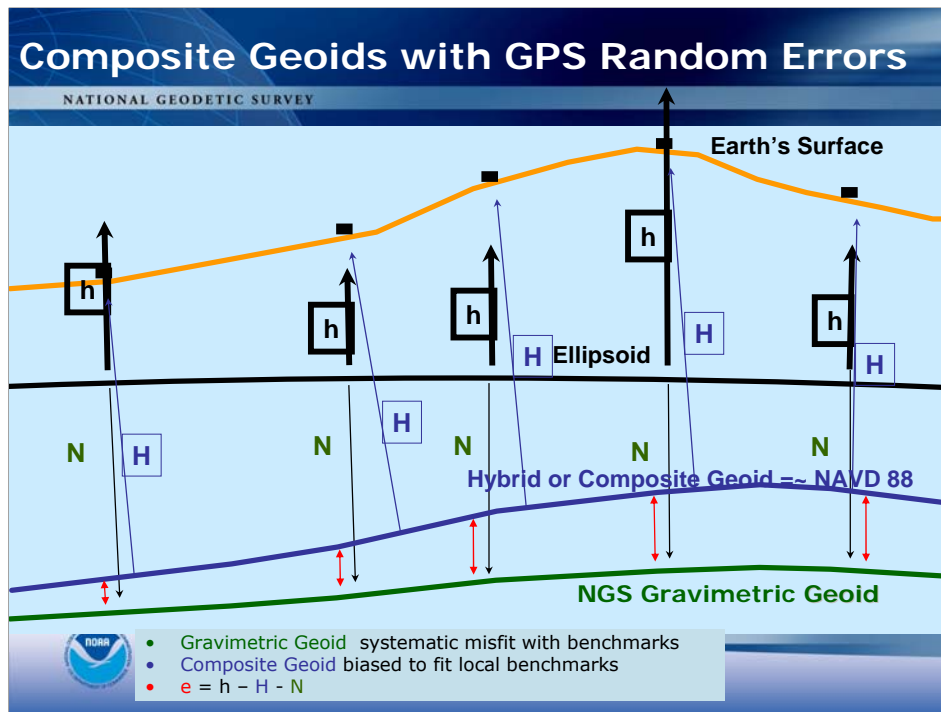 Composite Geoids with GPS Random Errors
NATIONAL GEODETIC SURVEY
Earth's Surface
h
h
h
h
h
H
H
H
H
H
Ellipsoid
N
N
N
N
N
Hybrid or Composite Geoid =~ NAVD 88
NGS Gravimetric Geoid
NOAA
• Gravimetric Geoid systematic misfit with benchmarks
• Composite Geoid biased to fit local benchmarks
• e = h – H - N